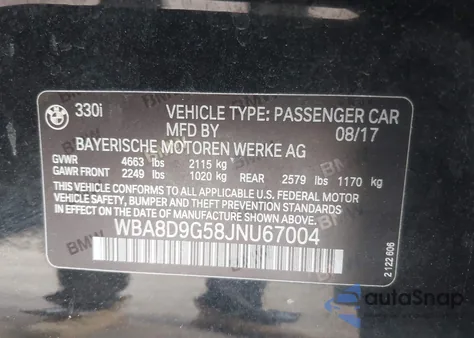 330i VEHICLE TYPE: PASSENGER CAR
MFD BY 08/17
BAYERISCHE MOTOREN WERKE AG
GVWR 4663 lbs 2115 kg
GAWR FRONT 2249 lbs 1020 kg REAR 2579 lbs 1170 kg
THIS VEHICLE CONFORMS TO ALL APPLICABLE U.S. FEDERAL MOTOR
VEHICLE SAFETY, BUMPER AND THEFT PREVENTION STANDARDS
IN EFFECT ON THE DATE OF MANUFACTURE SHOWN ABOVE.
WBA8D9G58JNU67004
2 122 606
autoSnap